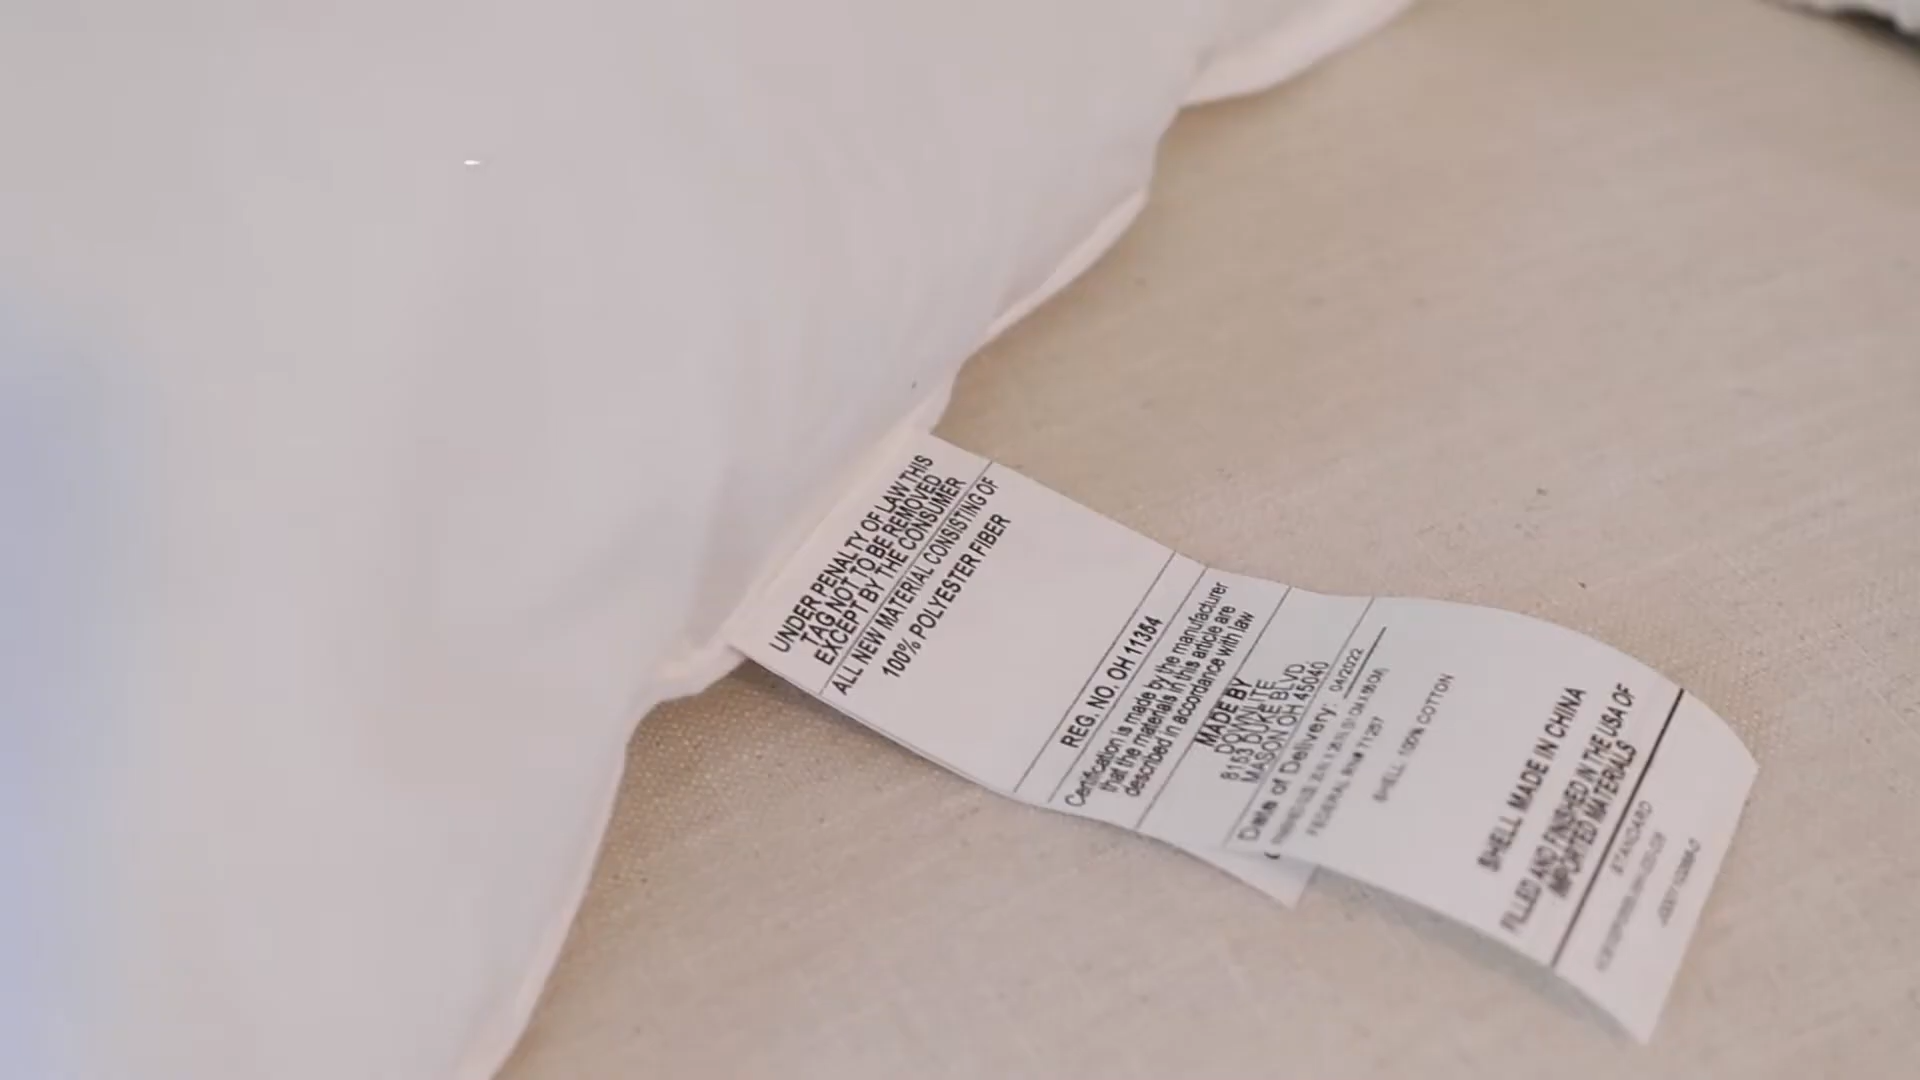 UNDER PENALTY OF LAW THIS
TAG NOT TO BE REMOVED
EXCEPT BY THE CONSUMER
ALL NEW MATERIAL CONSISTING OF
100% POLYESTER FIBER
REG. NO. OH 11354
Certification is made by the manufacturer
that the materials in this article are
described in accordance with law
MADE BY
DOWNLITE
8153 DUKE BLVD.
MASON OH 45040
Date of Delivery: 04/2022
FEDERAL RN# 71257
SHELL 100% COTTON
SHELL MADE IN CHINA
FILLED AND FINISHED IN THE USA OF
IMPORTED MATERIALS
STANDARD